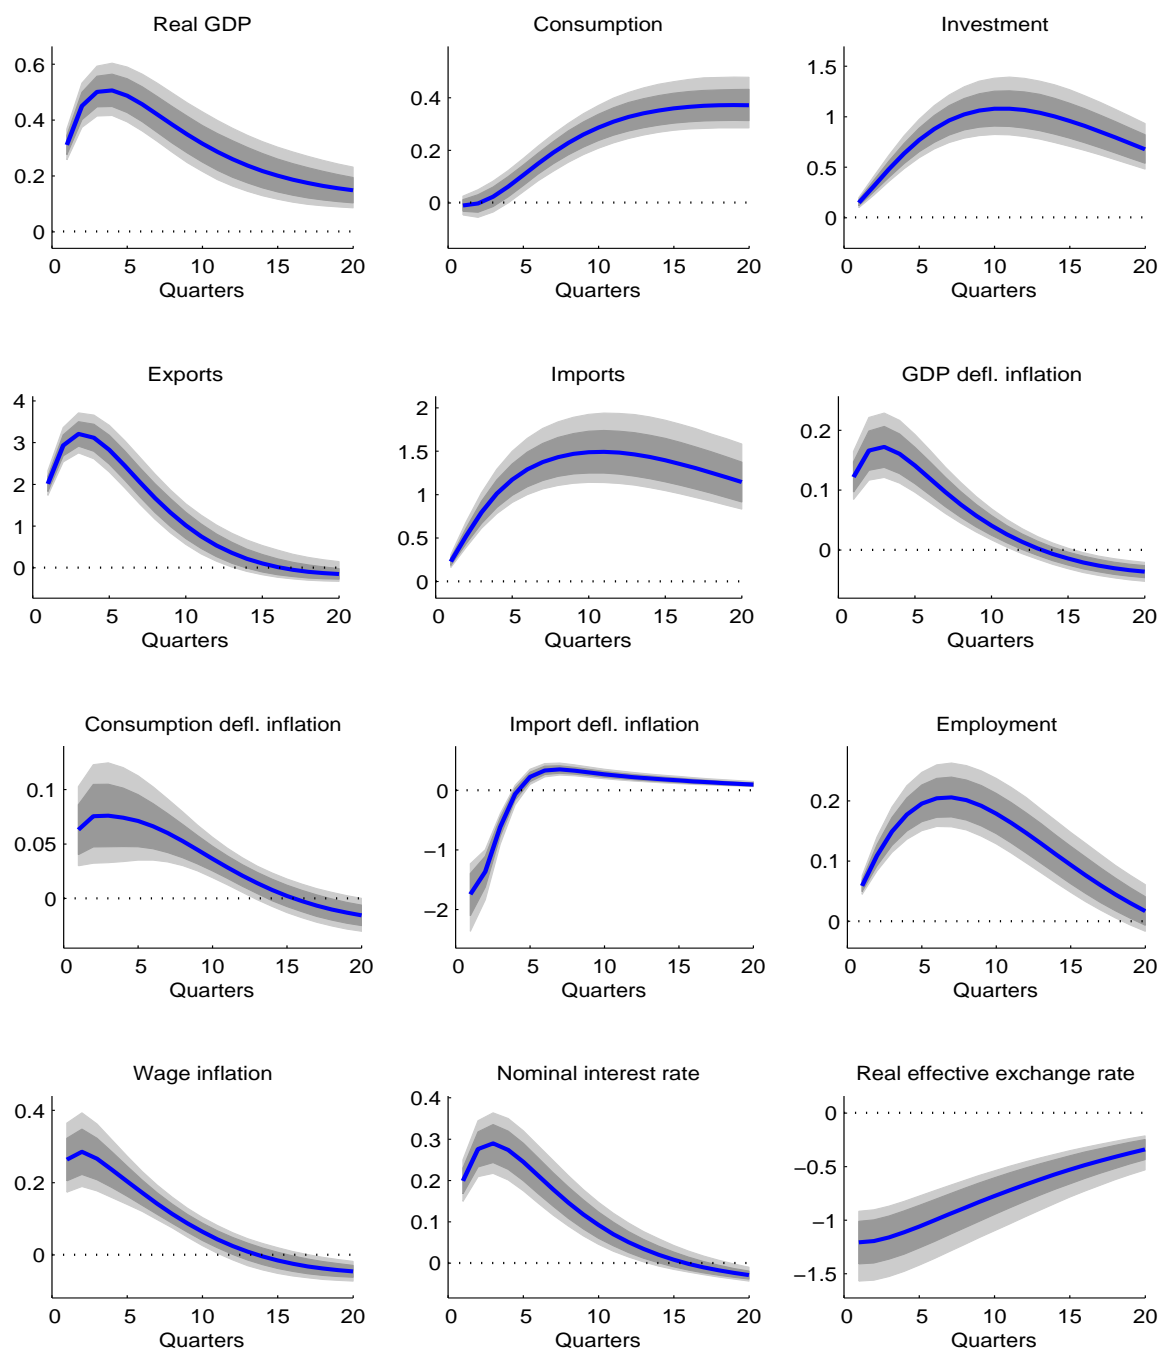 Real GDP
0.6
0.4
0.2
0
0 5 10 15 20
Quarters
Consumption
0.4
0.2
0
0 5 10 15 20
Quarters
Investment
1.5
1
0.5
0
0 5 10 15 20
Quarters
Exports
4
3
2
1
0
0 5 10 15 20
Quarters
Imports
2
1.5
1
0.5
0
0 5 10 15 20
Quarters
GDP defl. inflation
0.2
0.1
0
0 5 10 15 20
Quarters
Consumption defl. inflation
0.1
0.05
0
0 5 10 15 20
Quarters
Import defl. inflation
0
−1
−2
0 5 10 15 20
Quarters
Employment
0.2
0.1
0
0 5 10 15 20
Quarters
Wage inflation
0.4
0.2
0
0 5 10 15 20
Quarters
Nominal interest rate
0.4
0.3
0.2
0.1
0
0 5 10 15 20
Quarters
Real effective exchange rate
0
−0.5
−1
−1.5
0 5 10 15 20
Quarters